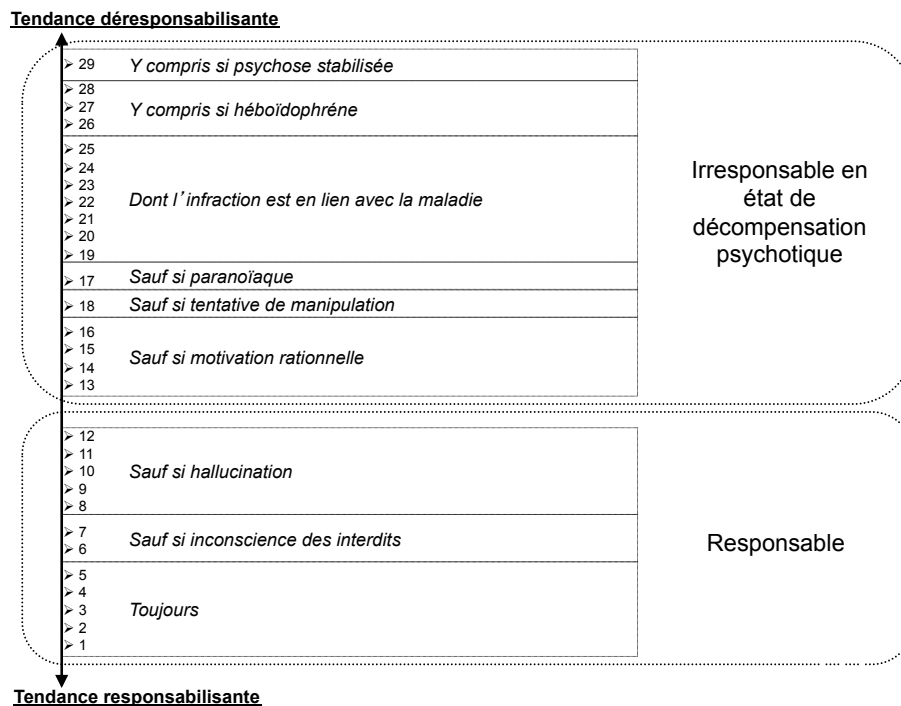 Tendance déresponsabilisante
➢ 29 Y compris si psychose stabilisée
➢ 28
➢ 27 Y compris si héboïdophréne
➢ 26
➢ 25
➢ 24
➢ 23
➢ 22 Dont l’infraction est en lien avec la maladie
➢ 21
➢ 20
➢ 19
➢ 17 Sauf si paranoïaque
➢ 18 Sauf si tentative de manipulation
➢ 16
➢ 15 Sauf si motivation rationnelle
➢ 14
➢ 13
Irresponsable en
état de
décompensation
psychotique
➢ 12
➢ 11
➢ 10 Sauf si hallucination
➢ 9
➢ 8
➢ 7 Sauf si inconscience des interdits
➢ 6
➢ 5
➢ 4
➢ 3 Toujours
➢ 2
➢ 1
Responsable
Tendance responsabilisante